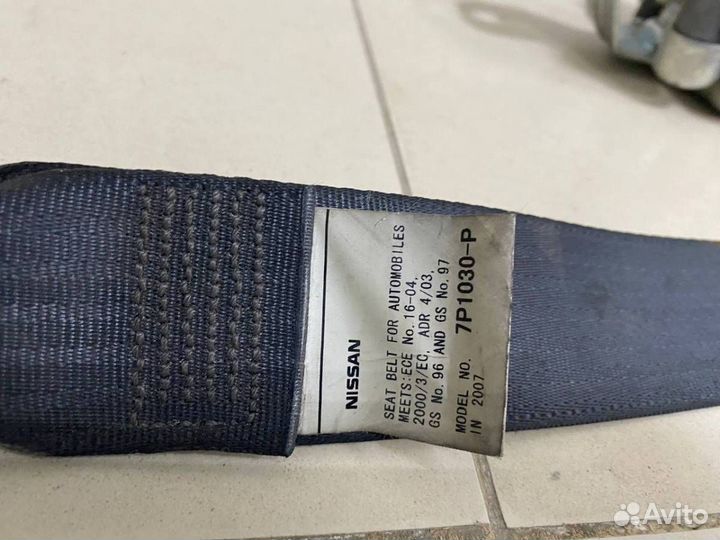 NISSAN
SEAT BELT FOR AUTOMOBILES
MEETS:ECE No.16-04,
2000/3/EC, ADR 4/03,
GS No. 96 AND GS No.97
MODEL NO. 7P1030-P
IN 2007
Avito